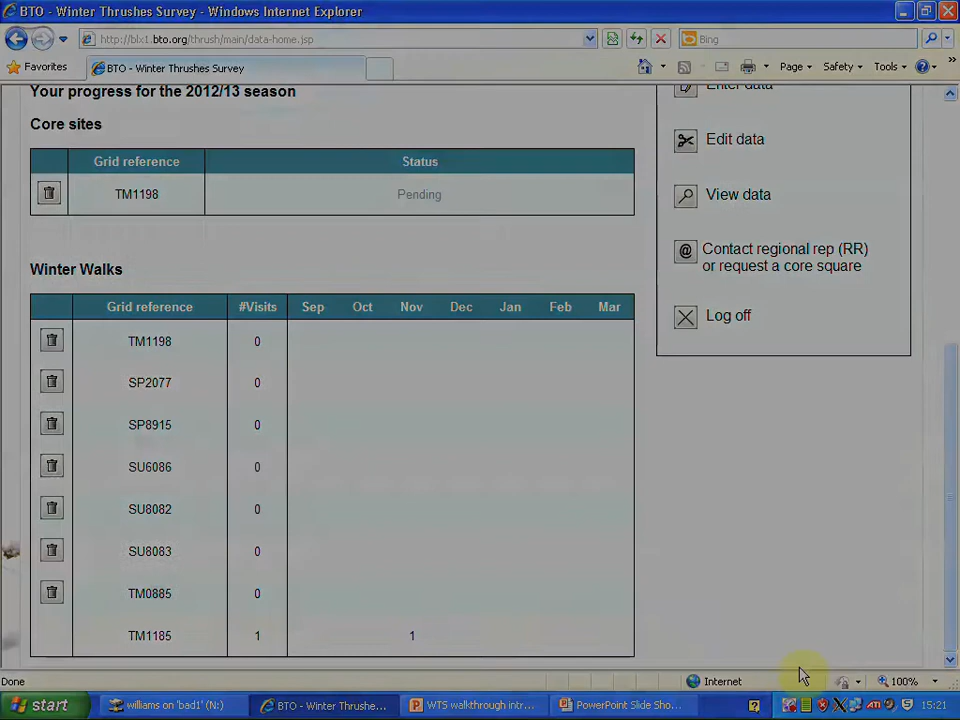 BTO - Winter Thrushes Survey - Windows Internet Explorer
http://blx1.bto.org/thrush/main/data-home.jsp
Bing
Favorites
BTO - Winter Thrushes Survey
Page
Safety
Tools
»
Your progress for the 2012/13 season
Core sites
Grid reference Status
TM1198 Pending
Winter Walks
Grid reference #Visits Sep Oct Nov Dec Jan Feb Mar
TM1198 0
SP2077 0
SP8915 0
SU6086 0
SU8082 0
SU8083 0
TM0885 0
TM1185 1 1
Enter data
Edit data
View data
@ Contact regional rep (RR)
or request a core square
Log off
Done
Internet
100%
start
williams on 'bad1' (N:)
BTO - Winter Thrushe...
WTS walkthrough intr...
PowerPoint Slide Sho...
15:21